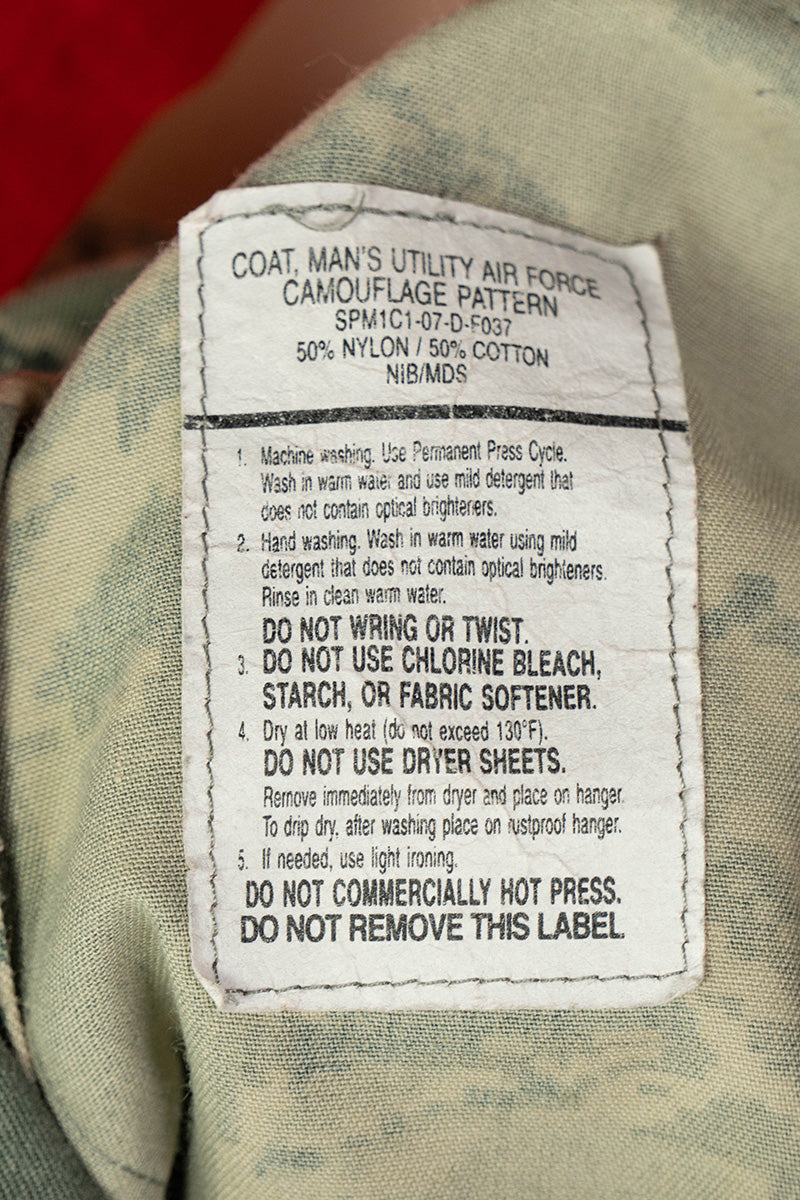 COAT, MAN'S UTILITY AIR FORCE
CAMOUFLAGE PATTERN
SPM1C1-07-D-F037
50% NYLON / 50% COTTON
NIB/MDS
1. Machine washing. Use Permanent Press Cycle.
Wash in warm water and use mild detergent that
does not contain optical brighteners.
2. Hand washing. Wash in warm water using mild
detergent that does not contain optical brighteners.
Rinse in clean warm water.
DO NOT WRING OR TWIST.
3. DO NOT USE CHLORINE BLEACH,
STARCH, OR FABRIC SOFTENER.
4. Dry at low heat (do not exceed 130°F).
DO NOT USE DRYER SHEETS.
Remove immediately from dryer and place on hanger.
To drip dry, after washing place on rustproof hanger.
5. If needed, use light ironing.
DO NOT COMMERCIALLY HOT PRESS.
DO NOT REMOVE THIS LABEL.